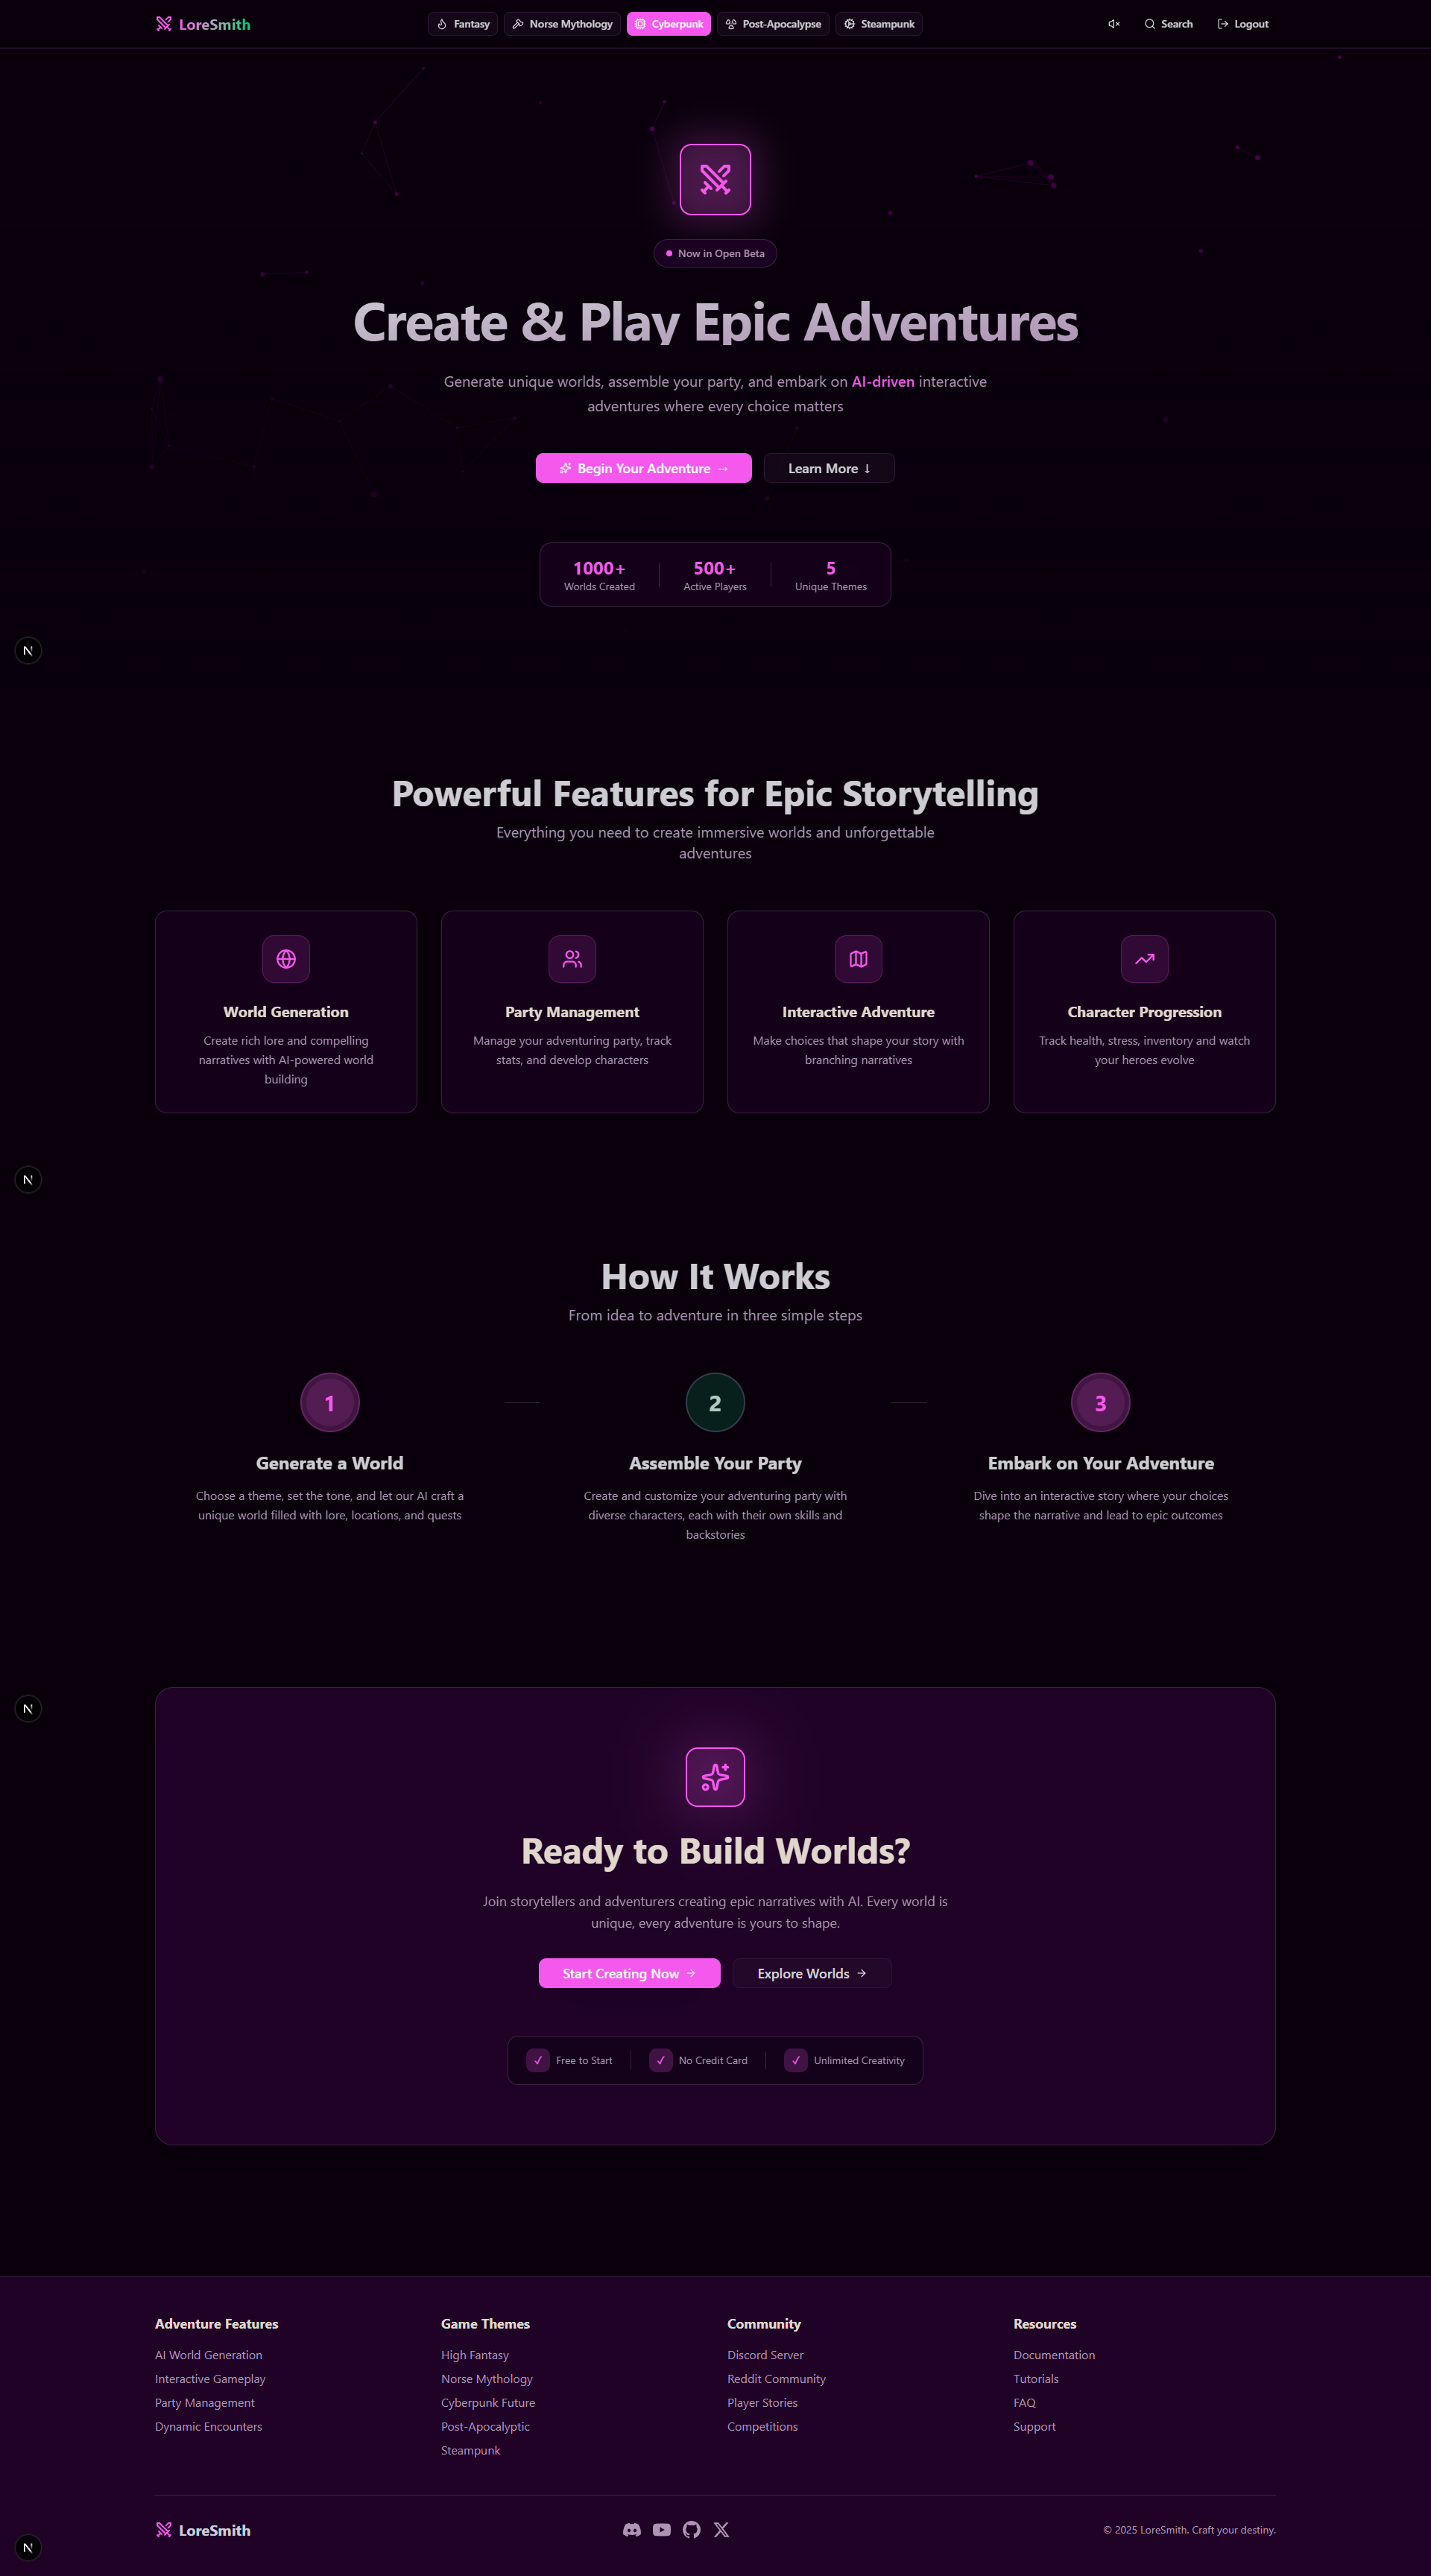 LoreSmith
Fantasy
Norse Mythology
Cyberpunk
Post-Apocalypse
Steampunk
Search
Logout
Now in Open Beta
Create & Play Epic Adventures
Generate unique worlds, assemble your party, and embark on AI-driven interactive
adventures where every choice matters
Begin Your Adventure →
Learn More ↓
1000+
Worlds Created
500+
Active Players
5
Unique Themes
N
Powerful Features for Epic Storytelling
Everything you need to create immersive worlds and unforgettable
adventures
World Generation
Create rich lore and compelling
narratives with AI-powered world
building
Party Management
Manage your adventuring party, track
stats, and develop characters
Interactive Adventure
Make choices that shape your story with
branching narratives
Character Progression
Track health, stress, inventory and watch
your heroes evolve
N
How It Works
From idea to adventure in three simple steps
1
Generate a World
Choose a theme, set the tone, and let our AI craft a
unique world filled with lore, locations, and quests
2
Assemble Your Party
Create and customize your adventuring party with
diverse characters, each with their own skills and
backstories
3
Embark on Your Adventure
Dive into an interactive story where your choices
shape the narrative and lead to epic outcomes
N
Ready to Build Worlds?
Join storytellers and adventurers creating epic narratives with AI. Every world is
unique, every adventure is yours to shape.
Start Creating Now →
Explore Worlds →
✓ Free to Start
✓ No Credit Card
✓ Unlimited Creativity
Adventure Features
AI World Generation
Interactive Gameplay
Party Management
Dynamic Encounters
Game Themes
High Fantasy
Norse Mythology
Cyberpunk Future
Post-Apocalyptic
Steampunk
Community
Discord Server
Reddit Community
Player Stories
Competitions
Resources
Documentation
Tutorials
FAQ
Support
LoreSmith
© 2025 LoreSmith. Craft your destiny.
N